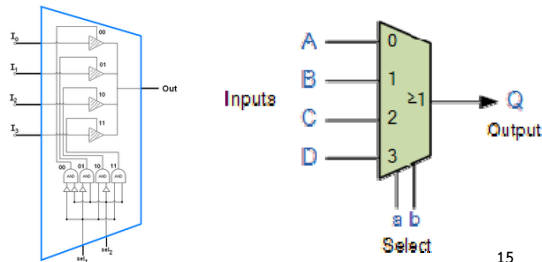 I₀
I₁
I₂
I₃
00
01
10
11
Out
00 01 10 11
AND AND AND AND
sel₁ sel₂
Inputs
A
B
C
D
0
1
2
3
≥1
Q
Output
a b
Select
15